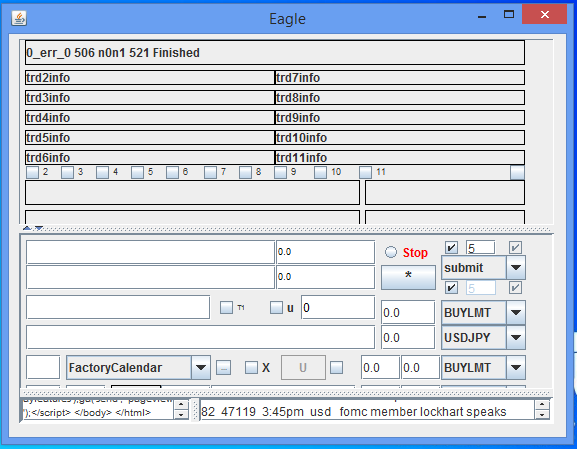 Eagle
0_err_0 506 n0n1 521 Finished
trd2info trd7info
trd3info trd8info
trd4info trd9info
trd5info trd10info
trd6info trd11info
2 3 4 5 6 7 8 9 10 11
0.0 Stop 5
0.0 * submit
5
T1 u 0 0.0 BUYLMT
0.0 USDJPY
FactoryCalendar ... X U 0.0 0.0 BUYLMT
");</script> </body> </html>
82 47119 3:45pm usd fomc member lockhart speaks